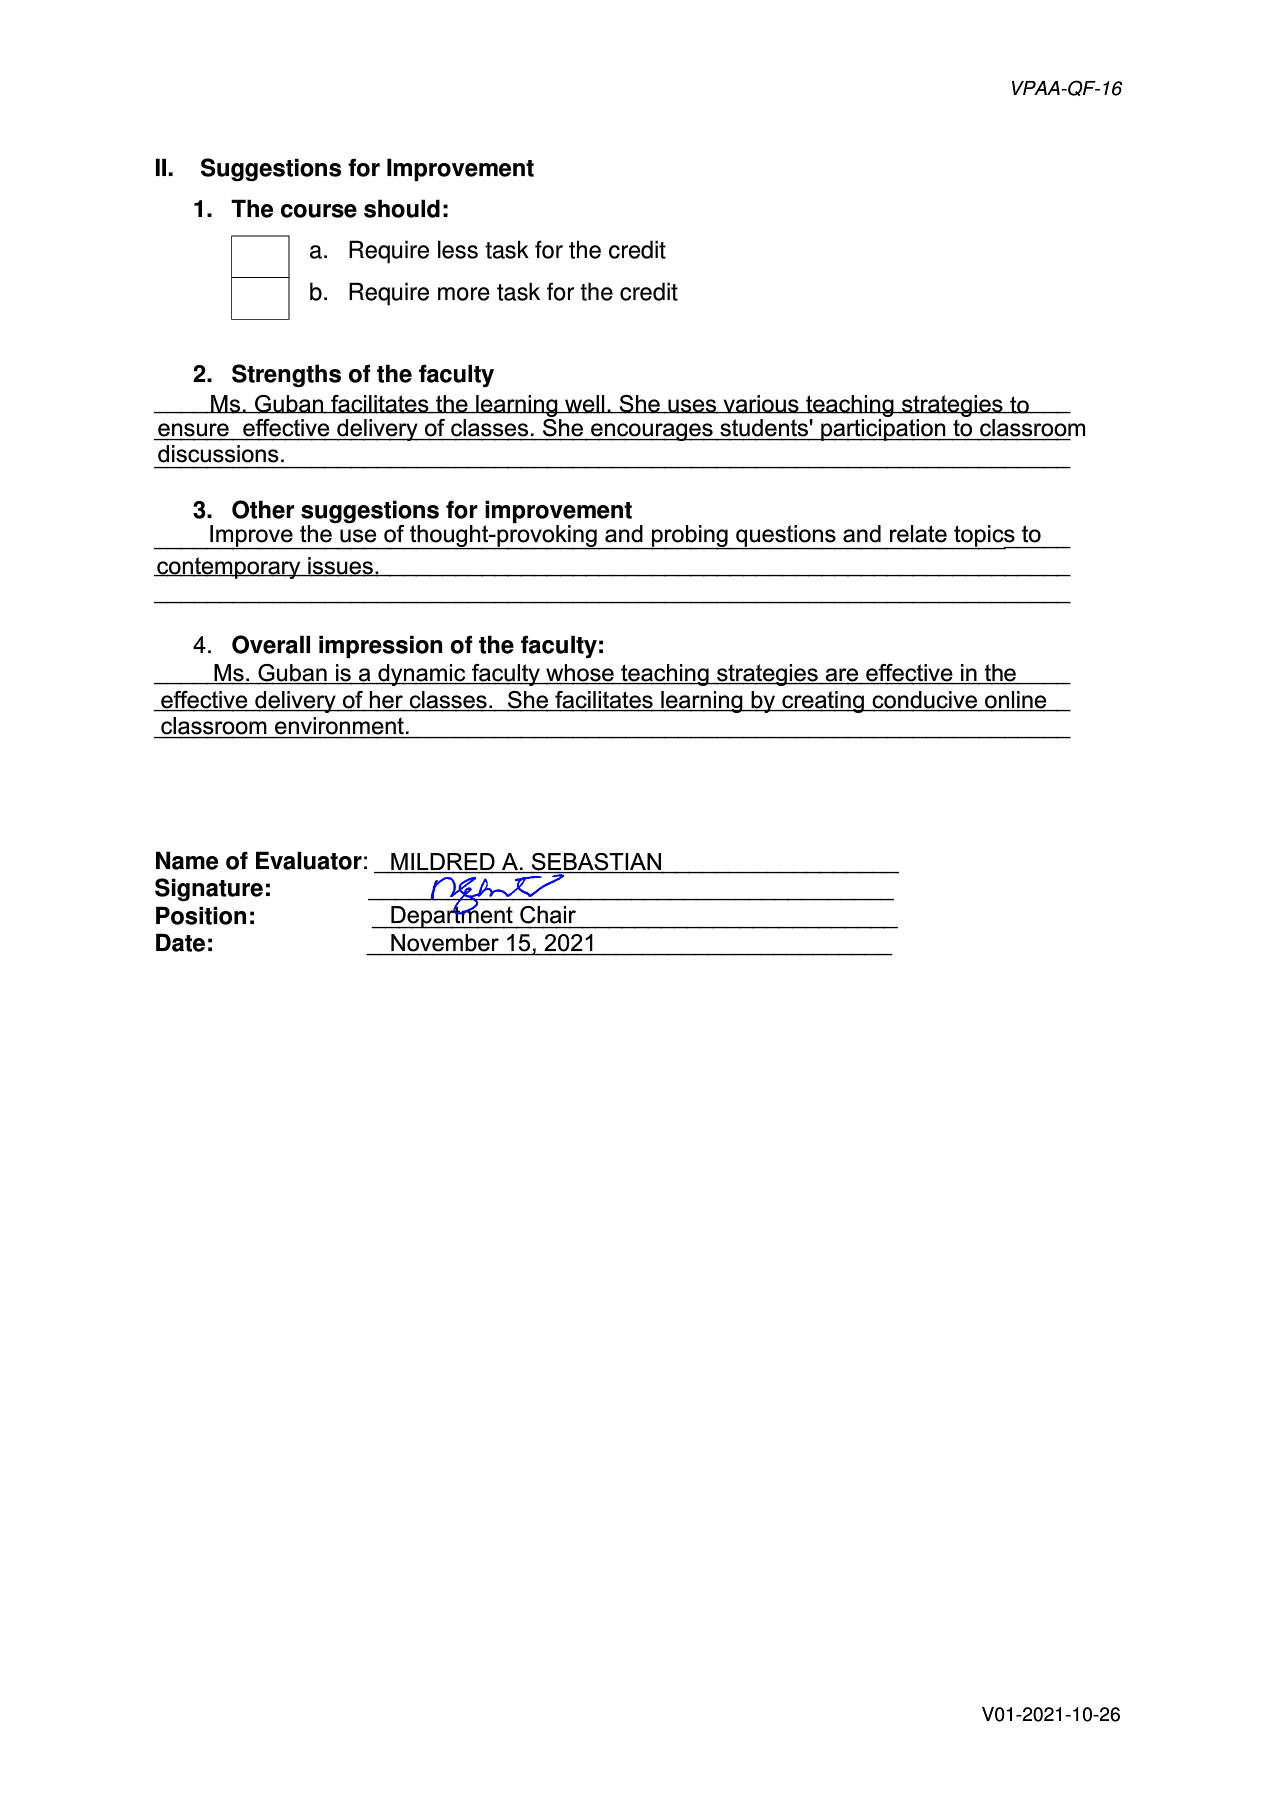 VPAA-QF-16
II. Suggestions for Improvement
1. The course should:
a. Require less task for the credit
b. Require more task for the credit
2. Strengths of the faculty
Ms. Guban facilitates the learning well. She uses various teaching strategies to
ensure effective delivery of classes. She encourages students' participation to classroom
discussions.
3. Other suggestions for improvement
Improve the use of thought-provoking and probing questions and relate topics to
contemporary issues.
4. Overall impression of the faculty:
Ms. Guban is a dynamic faculty whose teaching strategies are effective in the
effective delivery of her classes. She facilitates learning by creating conducive online
classroom environment.
Name of Evaluator: MILDRED A. SEBASTIAN
Signature:
Position: Department Chair
Date: November 15, 2021
V01-2021-10-26